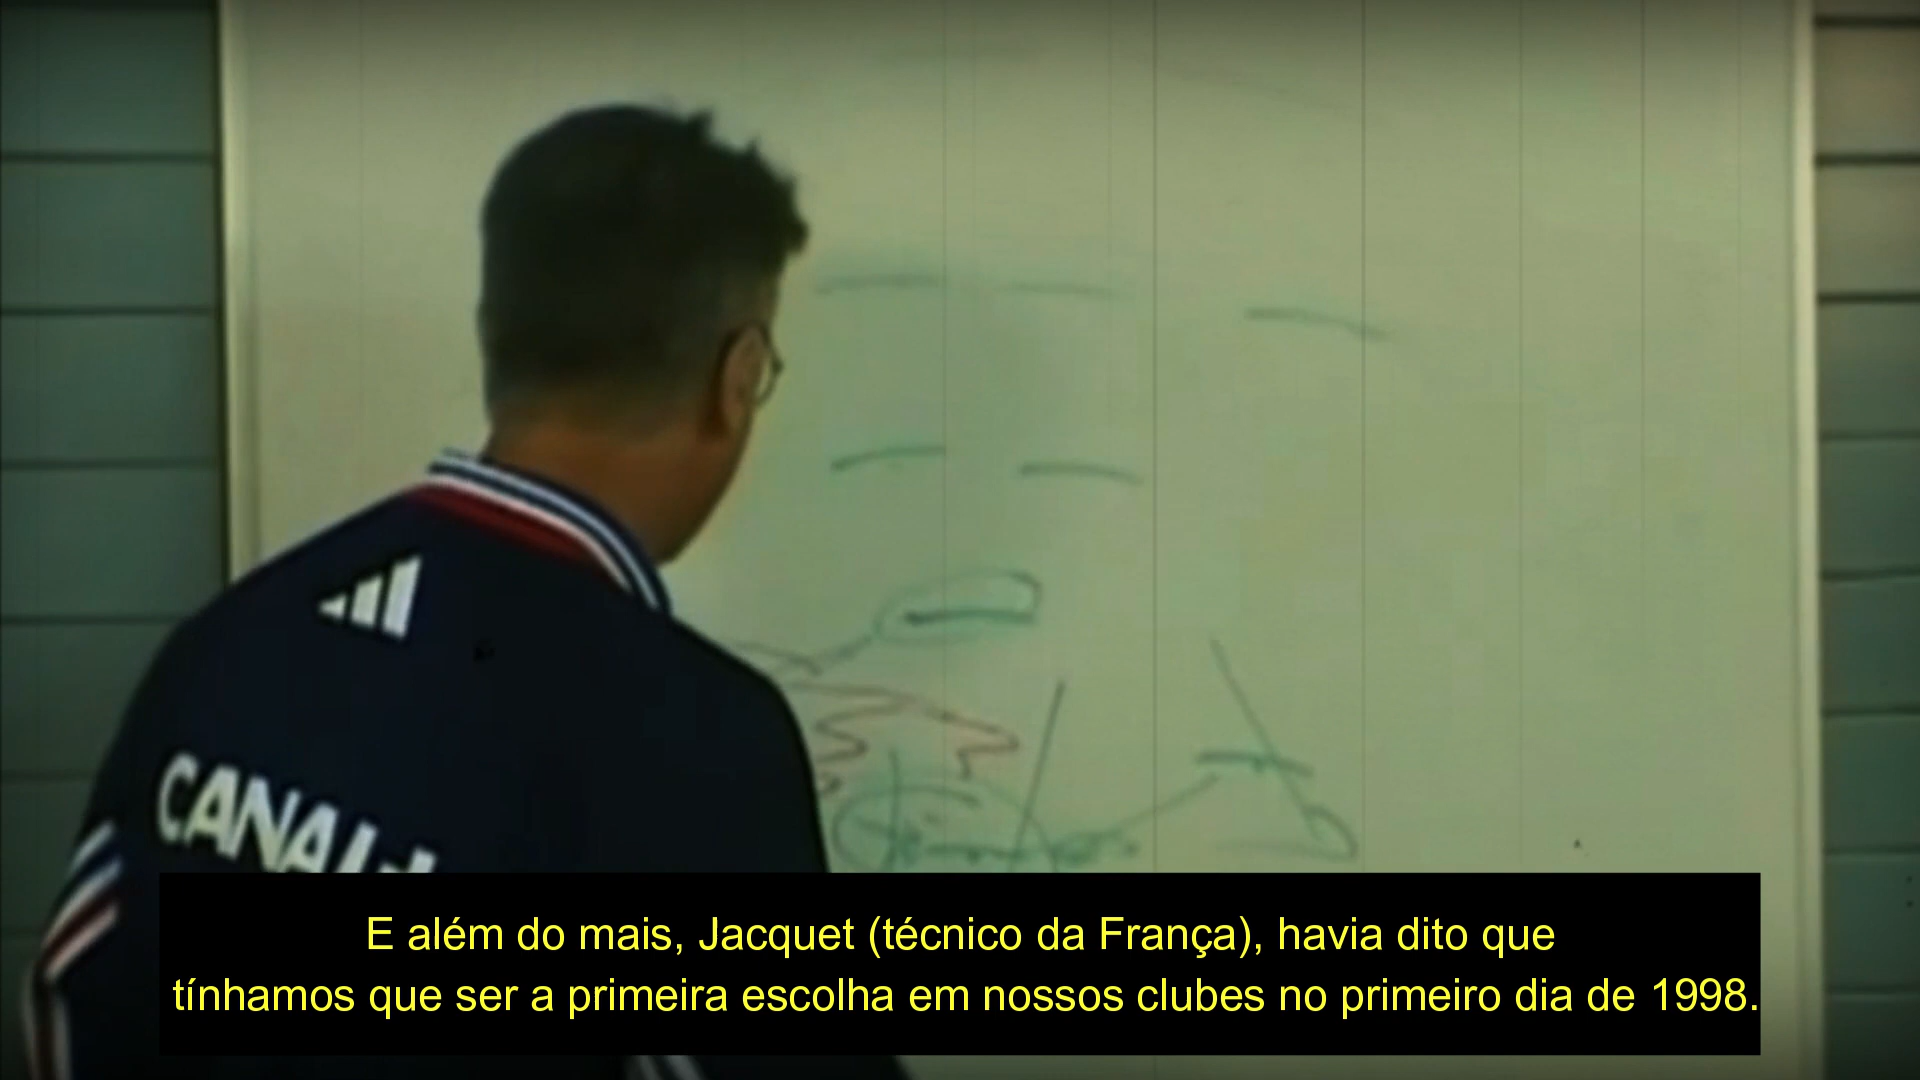 CANAL+
E além do mais, Jacquet (técnico da França), havia dito que
tínhamos que ser a primeira escolha em nossos clubes no primeiro dia de 1998.